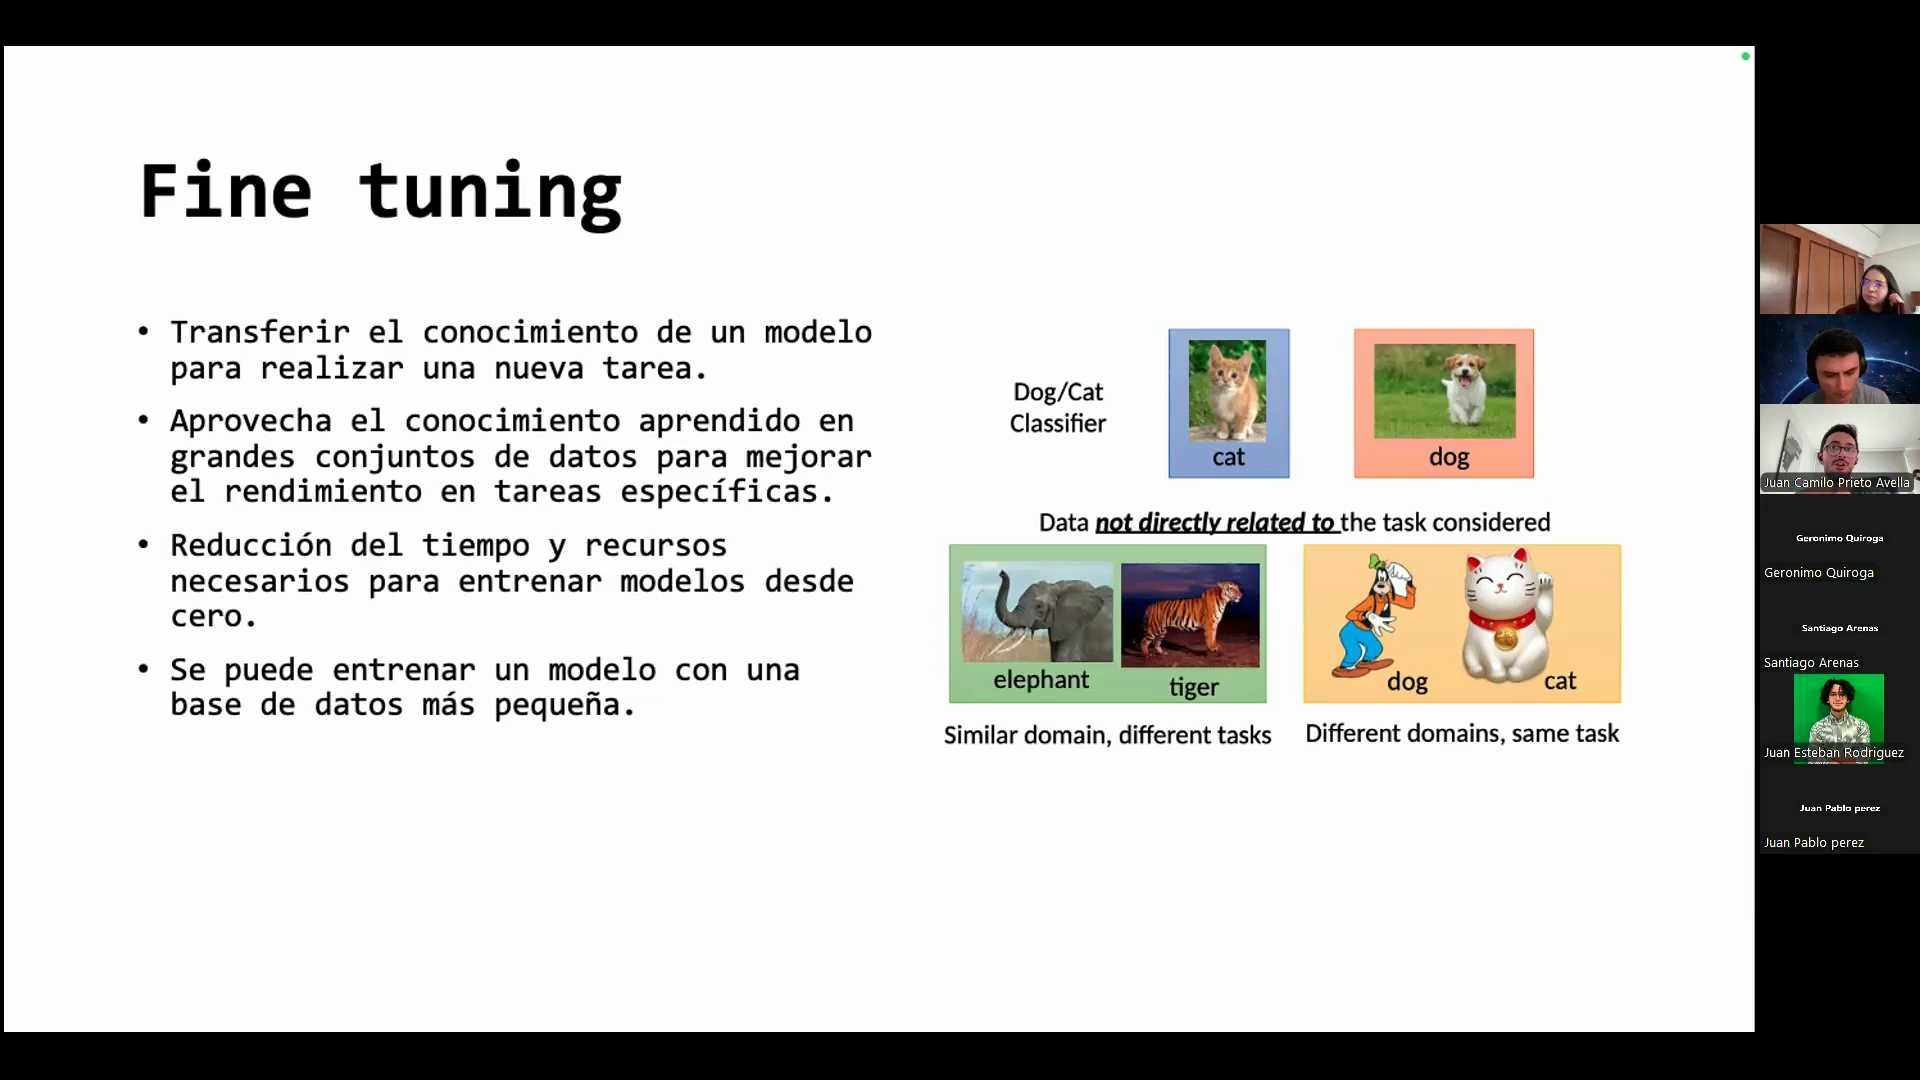 Fine tuning
• Transferir el conocimiento de un modelo
para realizar una nueva tarea.
• Aprovecha el conocimiento aprendido en
grandes conjuntos de datos para mejorar
el rendimiento en tareas específicas.
• Reducción del tiempo y recursos
necesarios para entrenar modelos desde
cero.
• Se puede entrenar un modelo con una
base de datos más pequeña.
Dog/Cat
Classifier
cat
dog
Data not directly related to the task considered
elephant
tiger
dog
cat
Similar domain, different tasks
Different domains, same task
Juan Camilo Prieto Avella
Geronimo Quiroga
Geronimo Quiroga
Santiago Arenas
Santiago Arenas
Juan Esteban Rodriguez
Juan Pablo perez
Juan Pablo perez